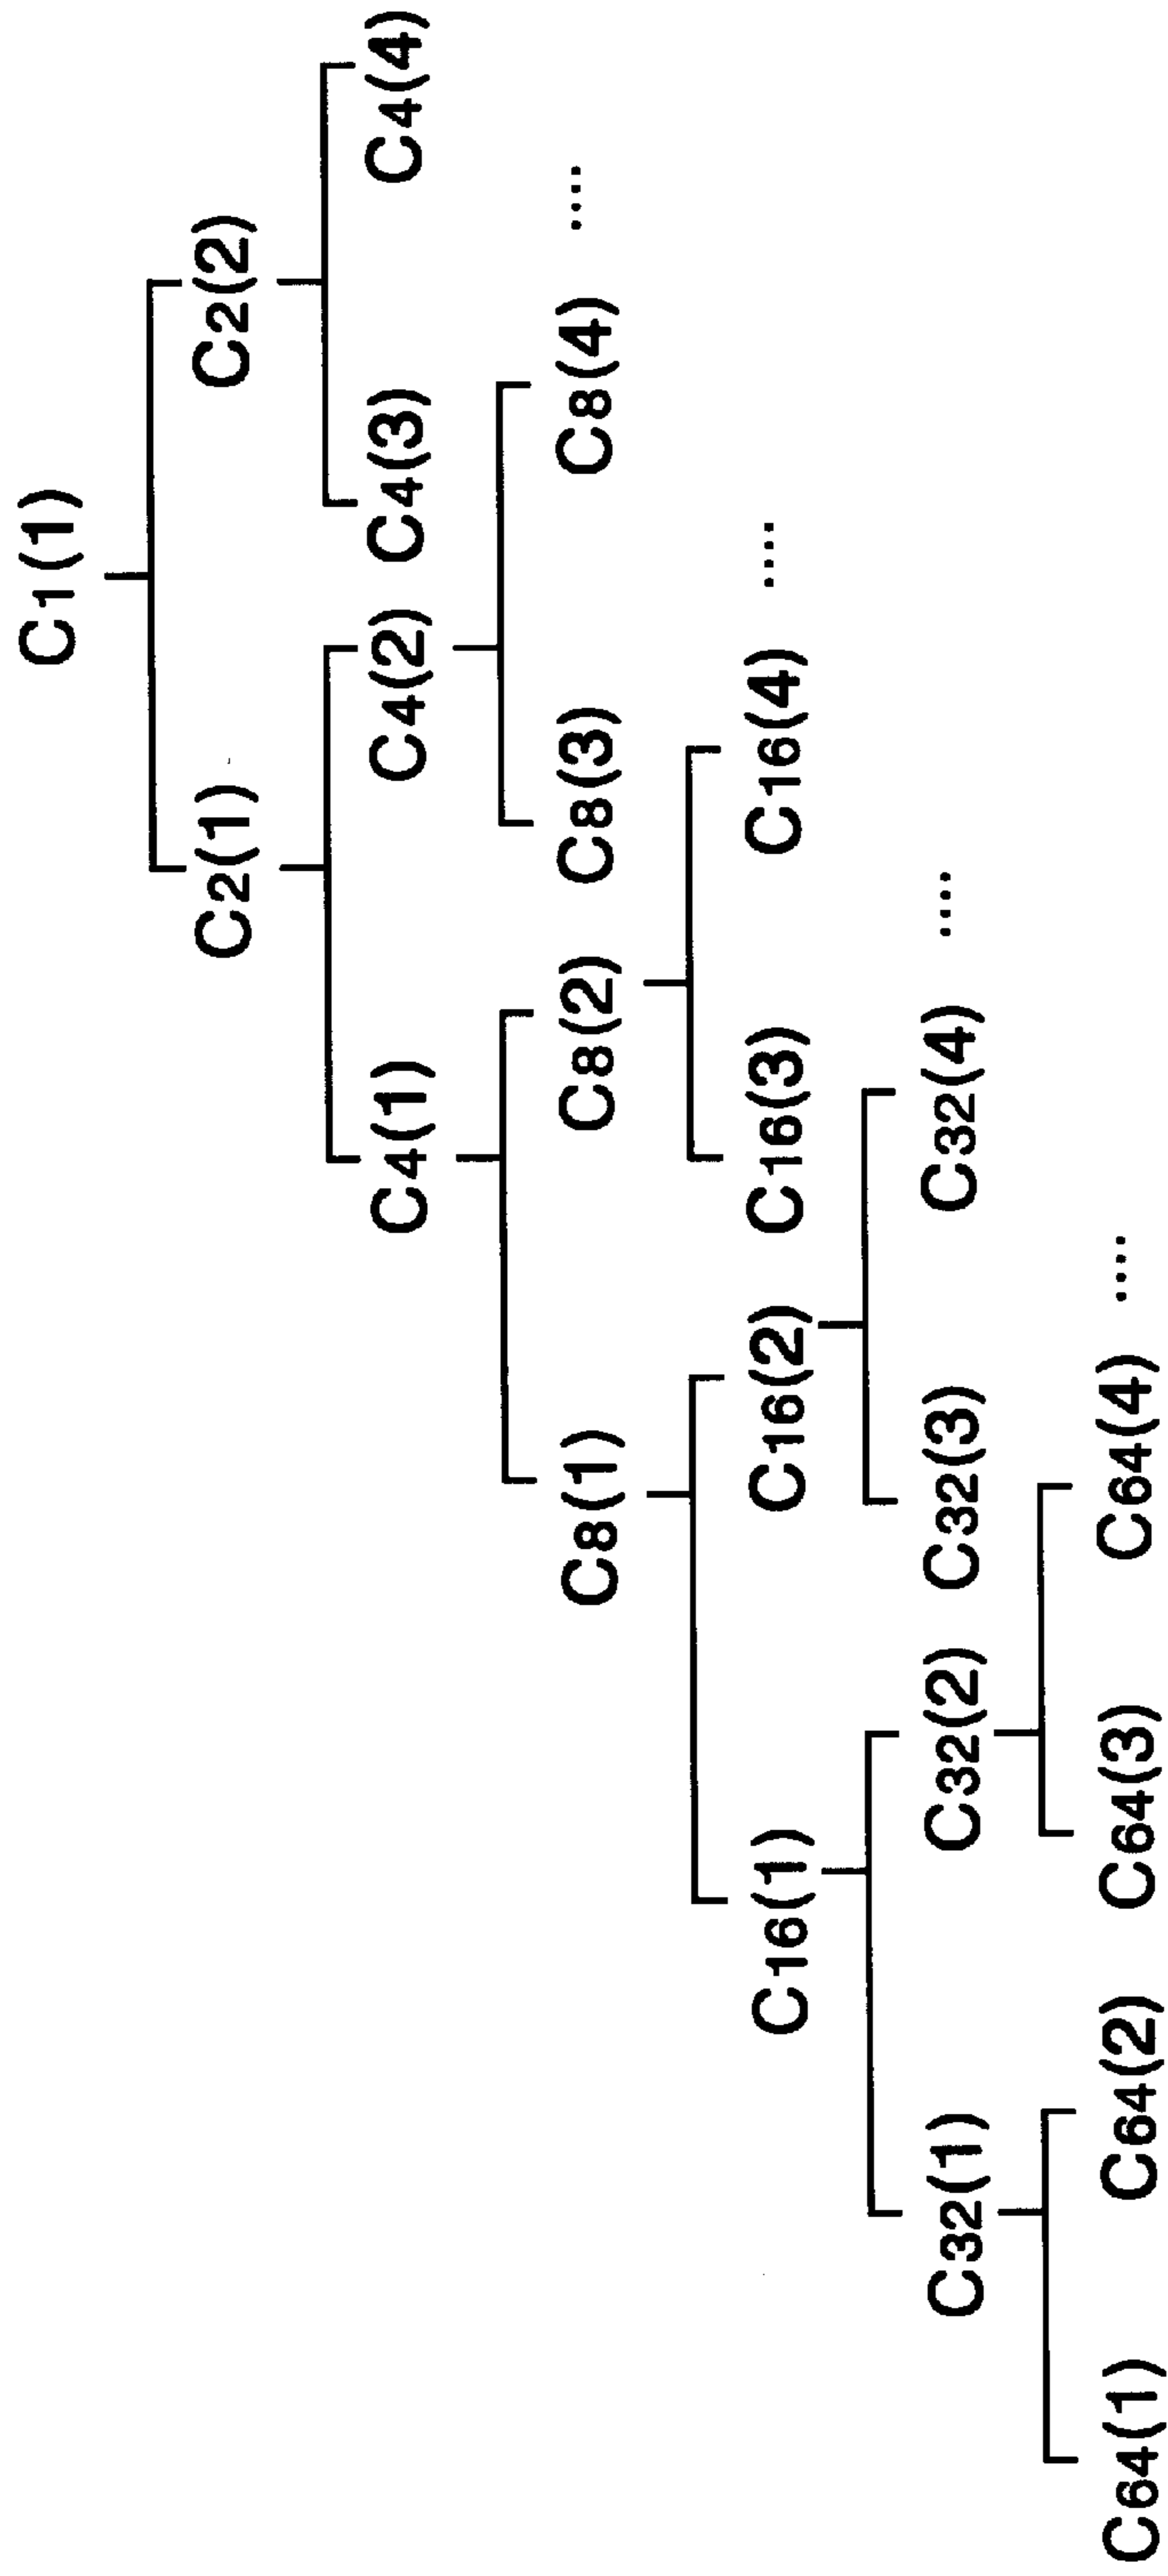 C1(1)
C2(1) C2(2)
C4(1) C4(2) C4(3) C4(4)
C8(1) C8(2) C8(3) C8(4) ....
C16(1) C16(2) C16(3) C16(4) ....
C32(1) C32(2) C32(3) C32(4) ....
C64(1) C64(2) C64(3) C64(4) ....